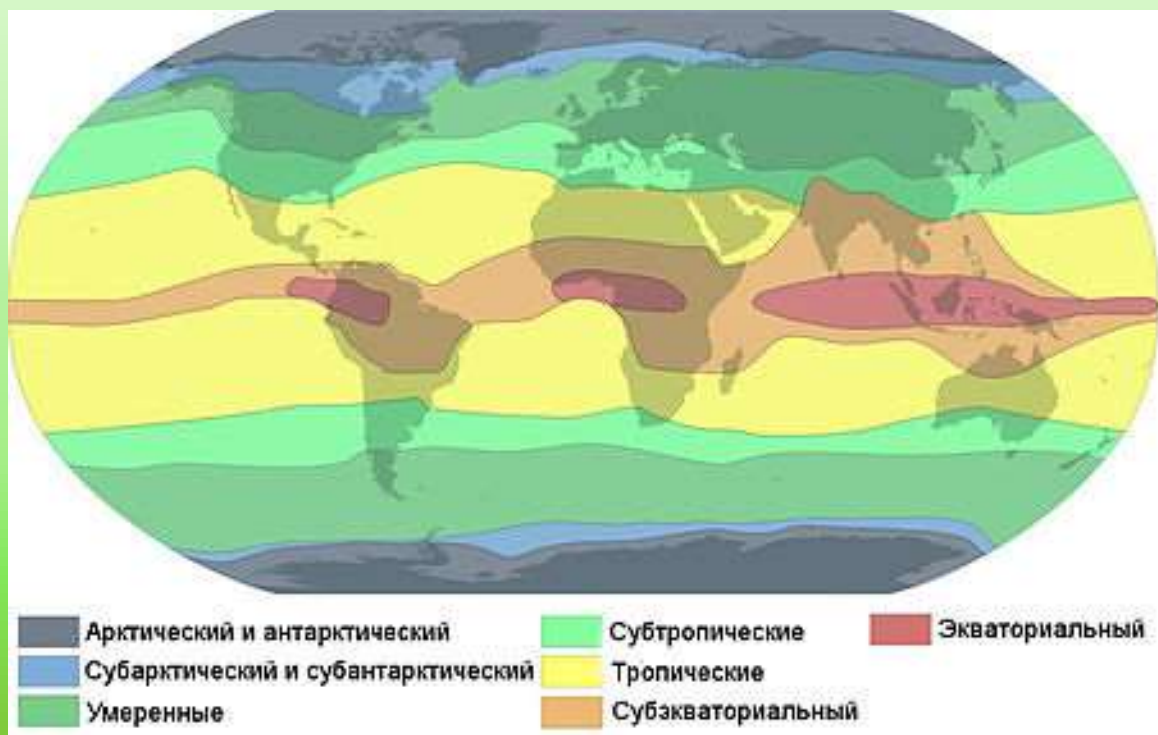 Арктический и антарктический
Субарктический и субантарктический
Умеренные
Субтропические
Тропические
Субэкваториальный
Экваториальный